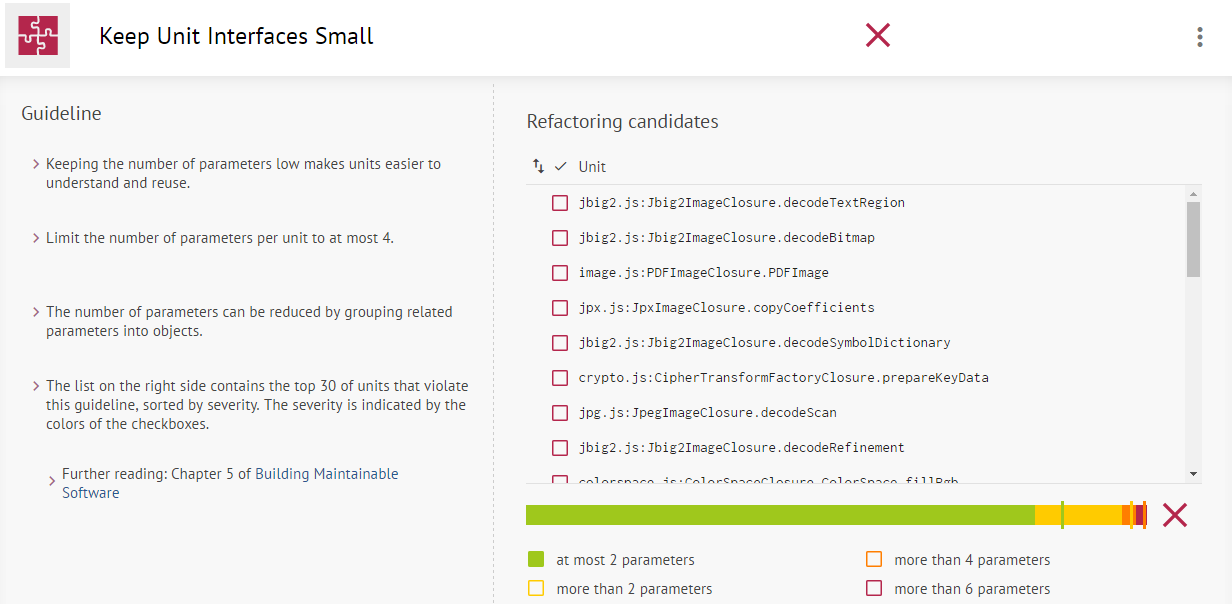 Keep Unit Interfaces Small
Guideline
Keeping the number of parameters low makes units easier to
understand and reuse.
Limit the number of parameters per unit to at most 4.
The number of parameters can be reduced by grouping related
parameters into objects.
The list on the right side contains the top 30 of units that violate
this guideline, sorted by severity. The severity is indicated by the
colors of the checkboxes.
Further reading: Chapter 5 of Building Maintainable
Software
Refactoring candidates
Unit
jbig2.js:Jbig2ImageClosure.decodeTextRegion
jbig2.js:Jbig2ImageClosure.decodeBitmap
image.js:PDFImageClosure.PDFImage
jpx.js:JpxImageClosure.copyCoefficients
jbig2.js:Jbig2ImageClosure.decodeSymbolDictionary
crypto.js:CipherTransformFactoryClosure.prepareKeyData
jpg.js:JpegImageClosure.decodeScan
jbig2.js:Jbig2ImageClosure.decodeRefinement
colorspace.js:ColorSpaceClosure.ColorSpace.fillRgb
at most 2 parameters
more than 2 parameters
more than 4 parameters
more than 6 parameters